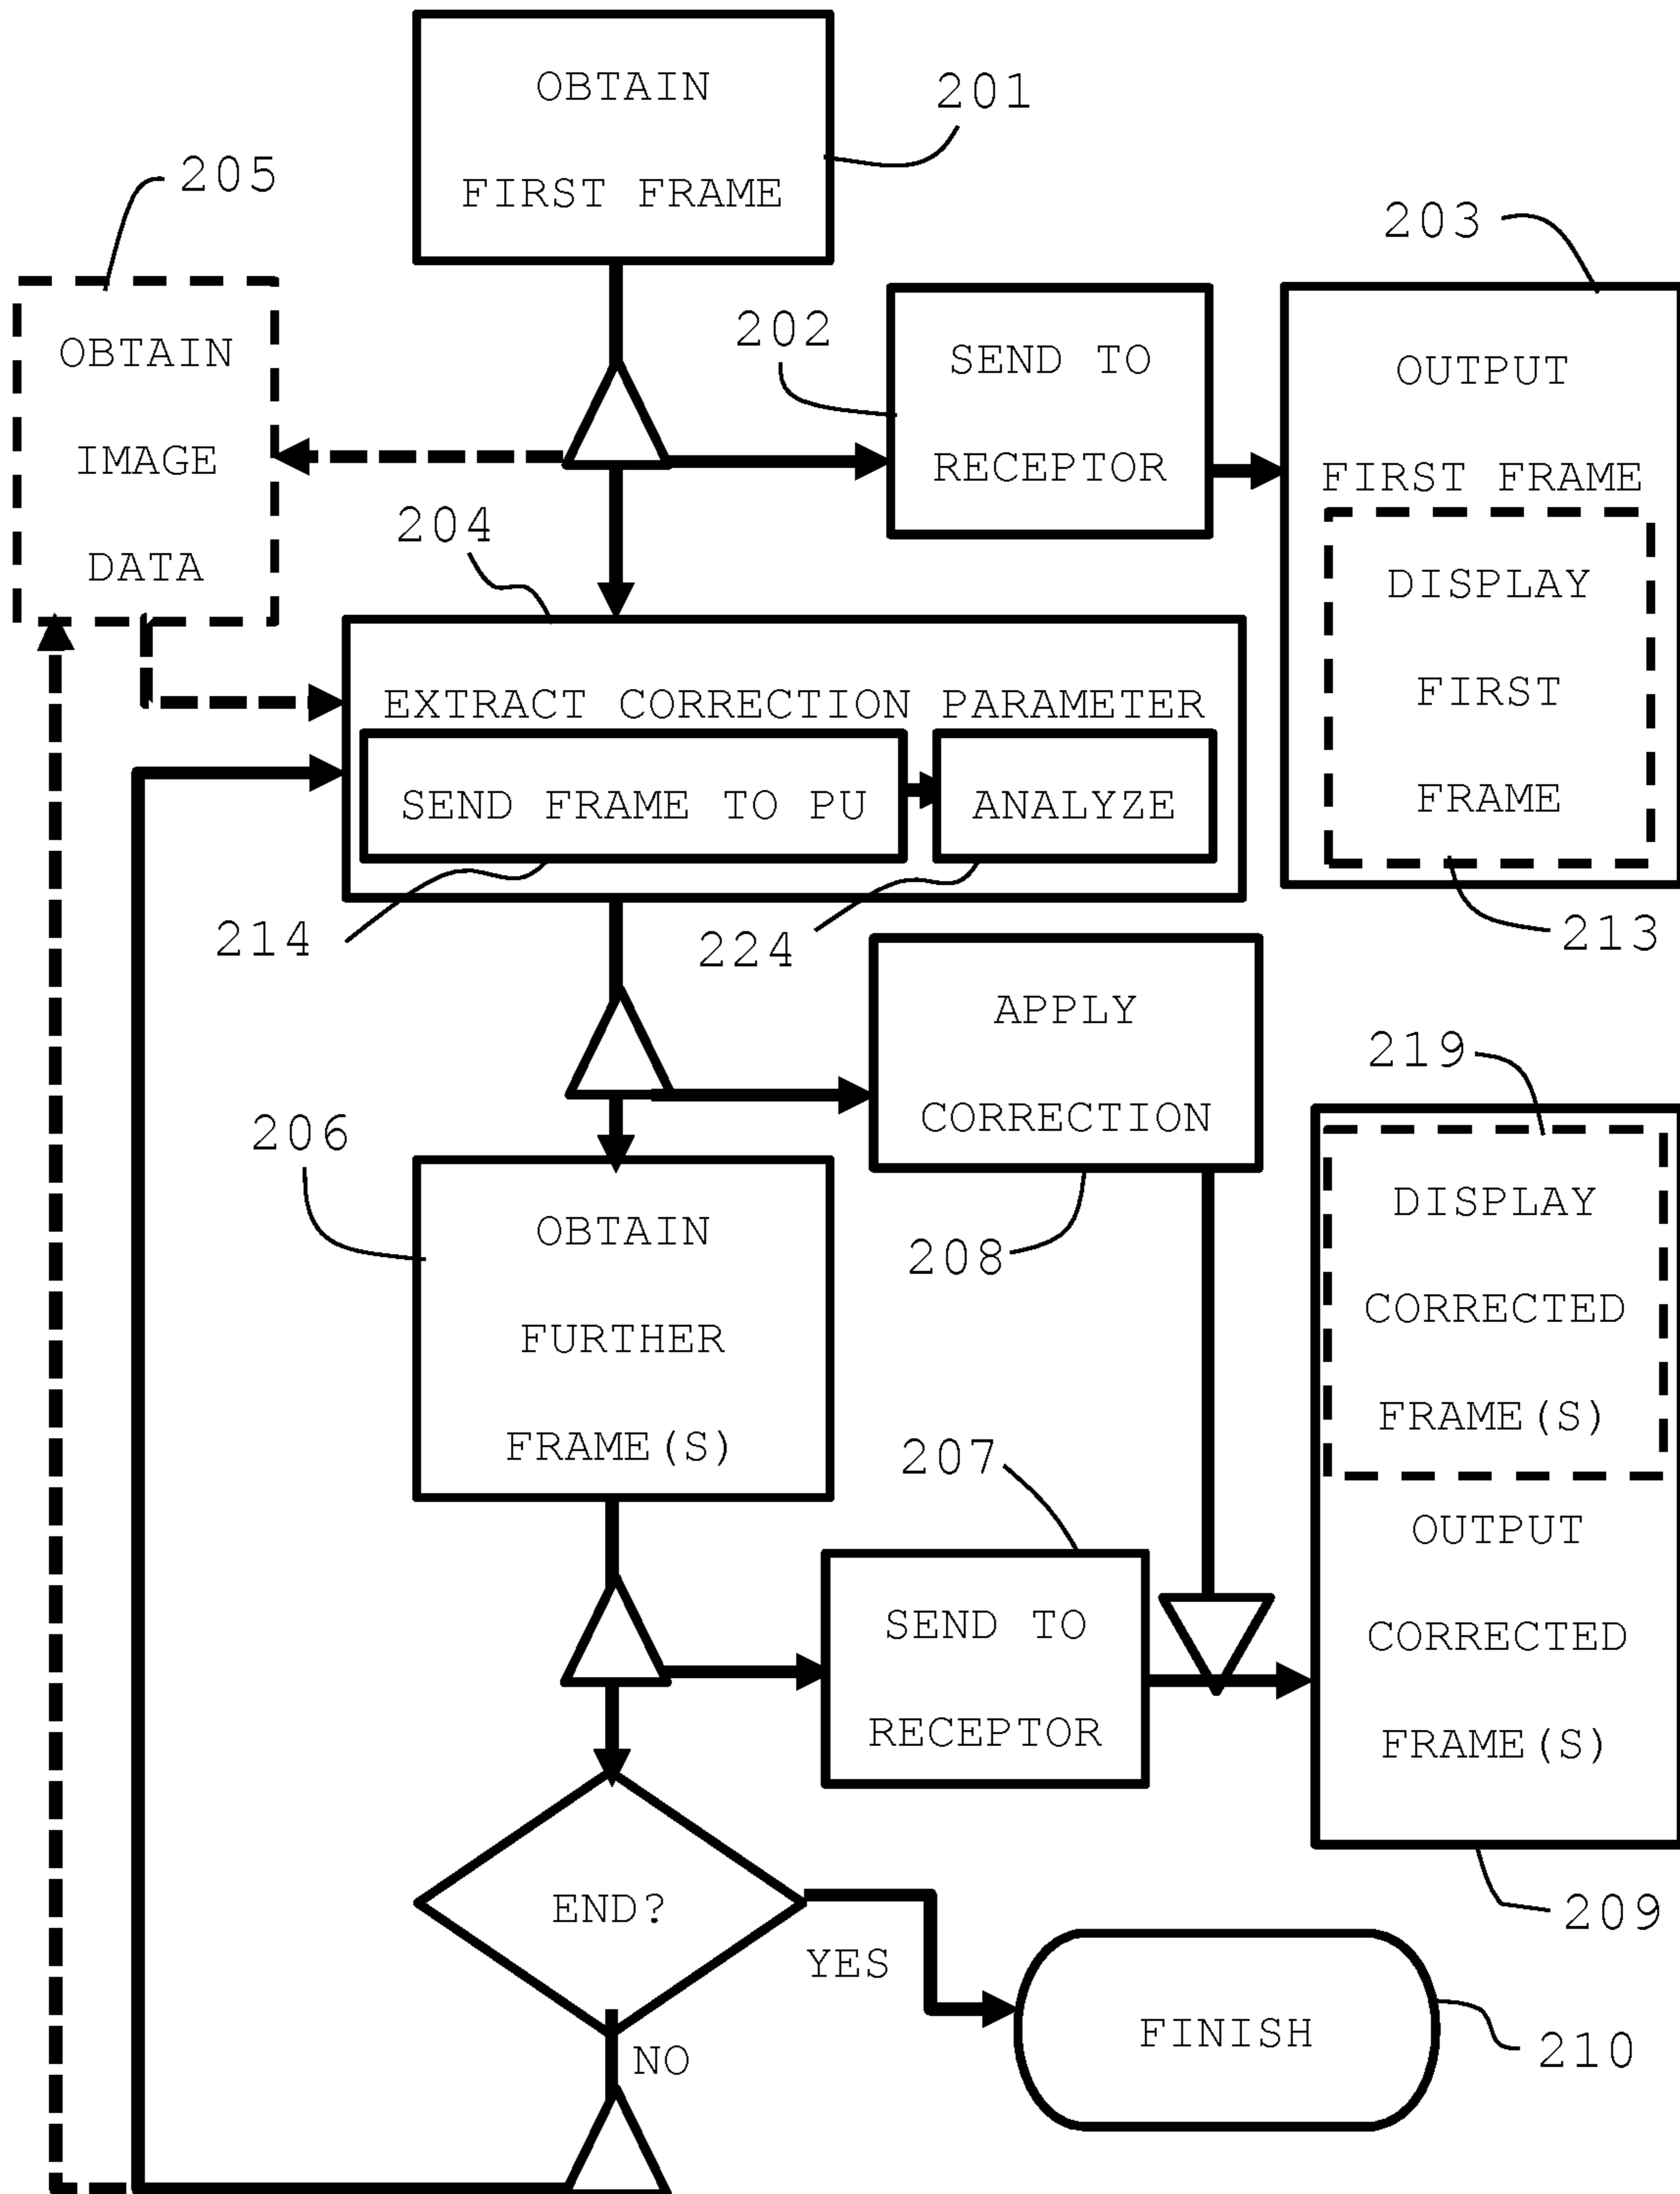 OBTAIN
FIRST FRAME
201
205
OBTAIN
IMAGE
DATA
202
SEND TO
RECEPTOR
203
OUTPUT
FIRST FRAME
DISPLAY
FIRST
FRAME
213
204
EXTRACT CORRECTION PARAMETER
SEND FRAME TO PU
ANALYZE
214
224
APPLY
CORRECTION
208
206
OBTAIN
FURTHER
FRAME(S)
219
DISPLAY
CORRECTED
FRAME(S)
OUTPUT
CORRECTED
FRAME(S)
209
207
SEND TO
RECEPTOR
END?
YES
NO
FINISH
210